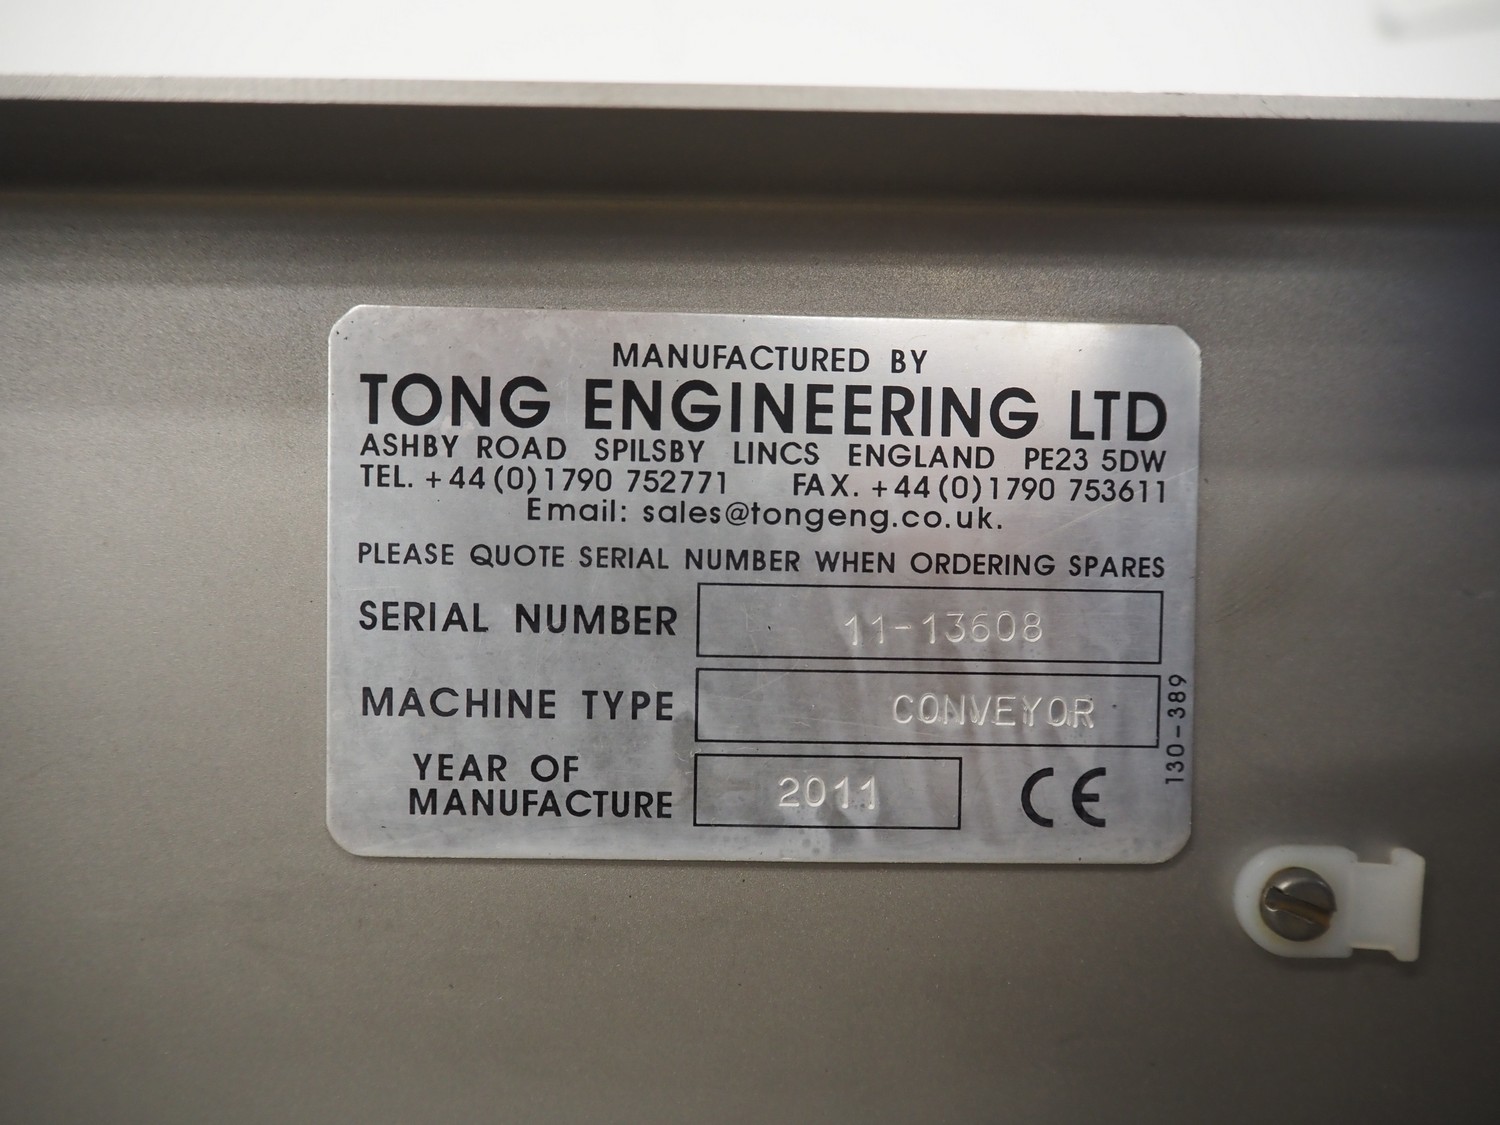 MANUFACTURED BY
TONG ENGINEERING LTD
ASHBY ROAD SPILSBY LINCS ENGLAND PE23 5DW
TEL. +44(0)1790 752771 FAX. +44(0)1790 753611
Email: sales@tongeng.co.uk.
PLEASE QUOTE SERIAL NUMBER WHEN ORDERING SPARES
SERIAL NUMBER 11-13608
MACHINE TYPE CONVEYOR
YEAR OF
MANUFACTURE 2011 CE
130-389